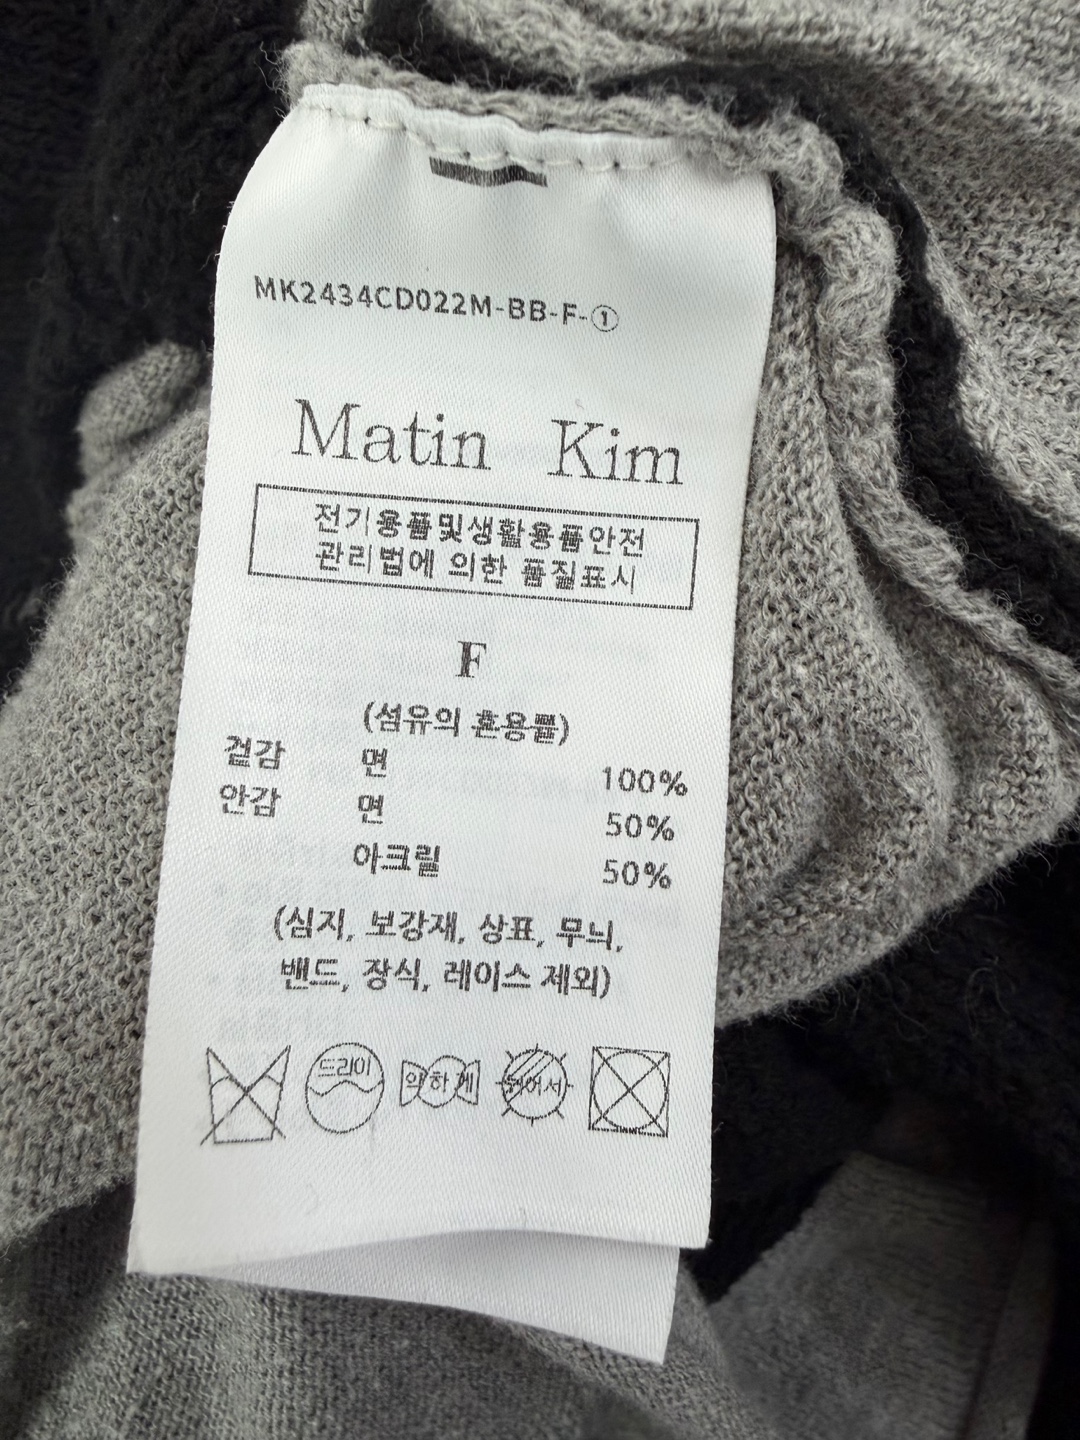 MK2434CD022M-BB-F-①
Matin Kim
전기용품및생활용품안전
관리법에 의한 품질표시
F
(섬유의 혼용률)
겉감 면 100%
안감 면 50%
아크릴 50%
(심지, 보강재, 상표, 무늬,
밴드, 장식, 레이스 제외)
드라이 약하게 뉘어서